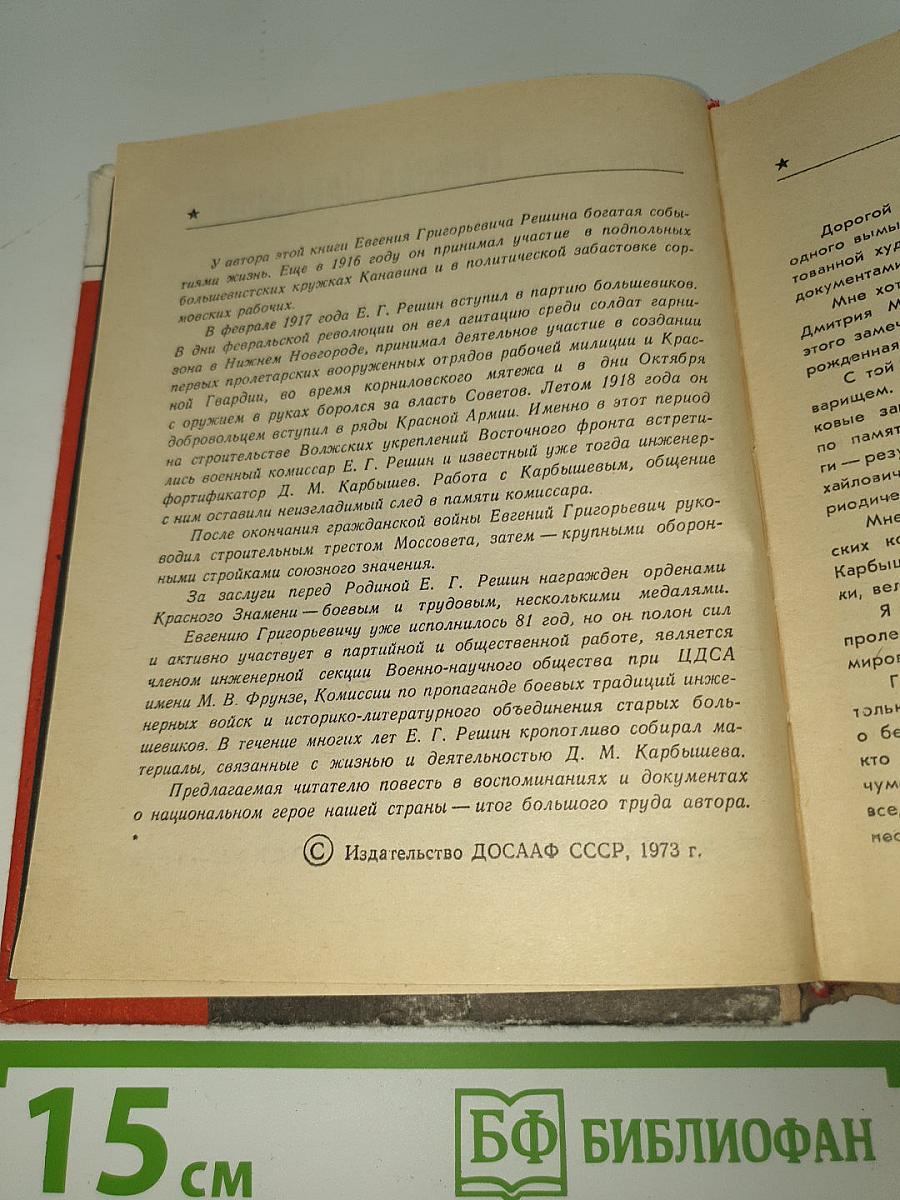 У автора этой книги Евгения Григорьевича Решина богатая собы-
тиями жизнь. Еще в 1916 году он принимал участие в подпольных
большевистских кружках Канавина и в политической забастовке сор-
мовских рабочих.
В феврале 1917 года Е. Г. Решин вступил в партию большевиков.
В дни февральской революции он вел агитацию среди солдат гарни-
зона в Нижнем Новгороде, принимал деятельное участие в создании
первых пролетарских вооруженных отрядов рабочей милиции и Крас-
ной Гвардии, во время корниловского мятежа и в дни Октября
с оружием в руках боролся за власть Советов. Летом 1918 года он
добровольцем вступил в ряды Красной Армии. Именно в этот период
на строительстве Волжских укреплений Восточного фронта встрети-
лись военный комиссар Е. Г. Решин и известный уже тогда инженер-
фортификатор Д. М. Карбышев. Работа с Карбышевым, общение
с ним оставили неизгладимый след в памяти комиссара.
После окончания гражданской войны Евгений Григорьевич руко-
водил строительным трестом Моссовета, затем — крупными оборон-
ными стройками союзного значения.
За заслуги перед Родиной Е. Г. Решин награжден орденами
Красного Знамени — боевым и трудовым, несколькими медалями.
Евгению Григорьевичу уже исполнилось 81 год, но он полон сил
и активно участвует в партийной и общественной работе, является
членом инженерной секции Военно-научного общества при ЦДСА
имени М. В. Фрунзе, Комиссии по пропаганде боевых традиций инже-
нерных войск и историко-литературного объединения старых боль-
шевиков. В течение многих лет Е. Г. Решин кропотливо собирал ма-
териалы, связанные с жизнью и деятельностью Д. М. Карбышева.
Предлагаемая читателю повесть в воспоминаниях и документах
о национальном герое нашей страны — итог большого труда автора.
© Издательство ДОСААФ СССР, 1973 г.
Дорогой
одного вымы
тованной худ
документами
Мне хот
Дмитрия М
этого замеч
рожденная
С той
варищем.
ковые за
по памят
ги — резу
хайлович
риодиче
Мне
ских ко
Карбыш
ки, вел
Я
проле
миров
Г
тольн
о бе
кто
чум
все
нес
15 см
БФ БИБЛИОФАН